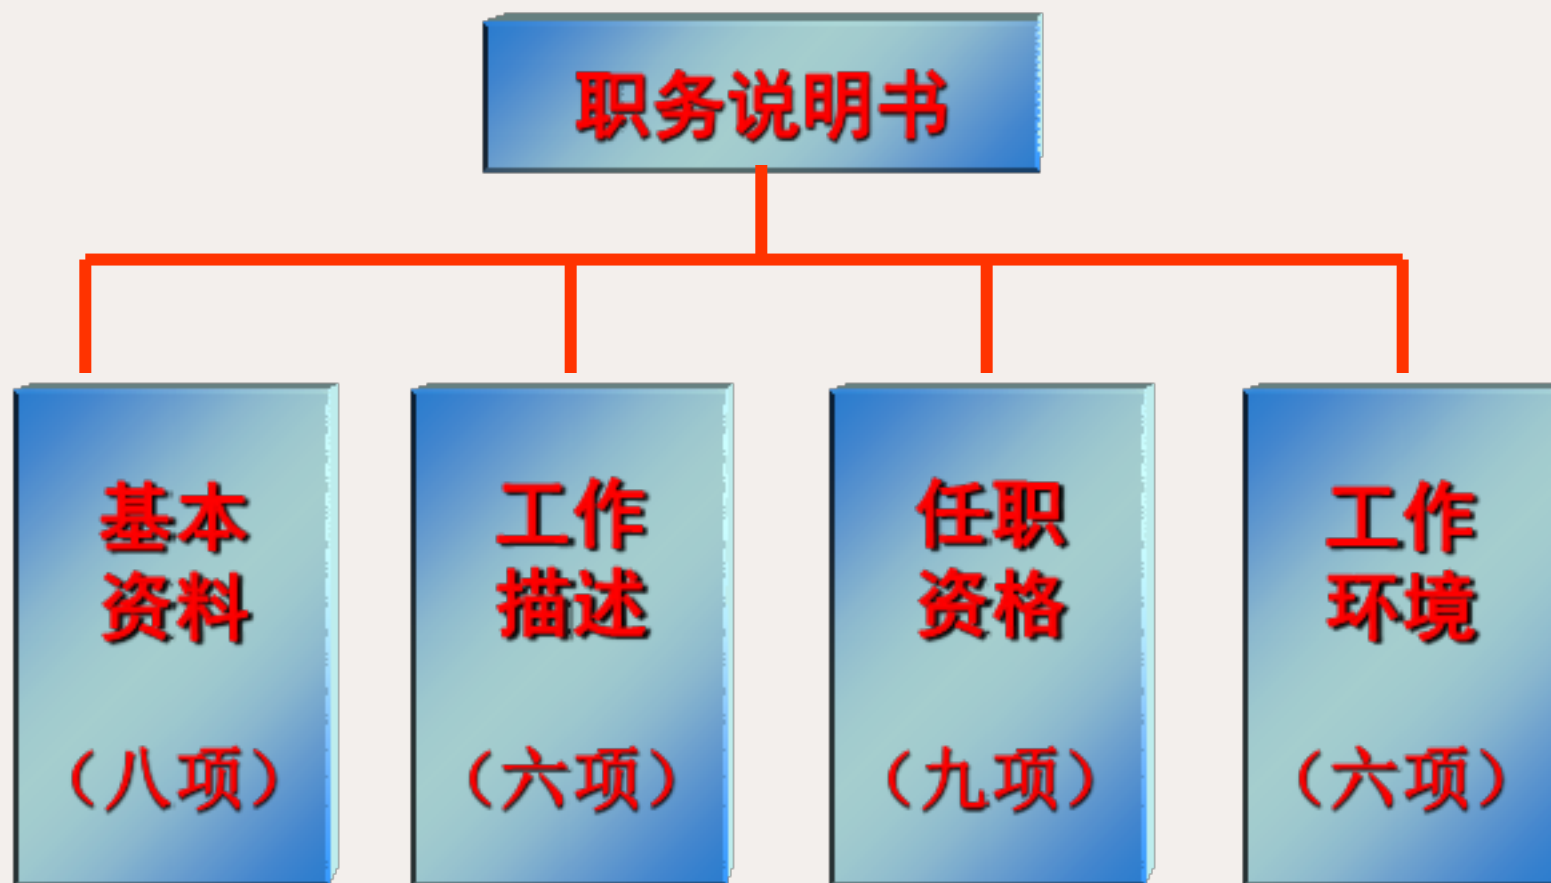 职务说明书
基本
资料
（八项）
工作
描述
（六项）
任职
资格
（九项）
工作
环境
（六项）